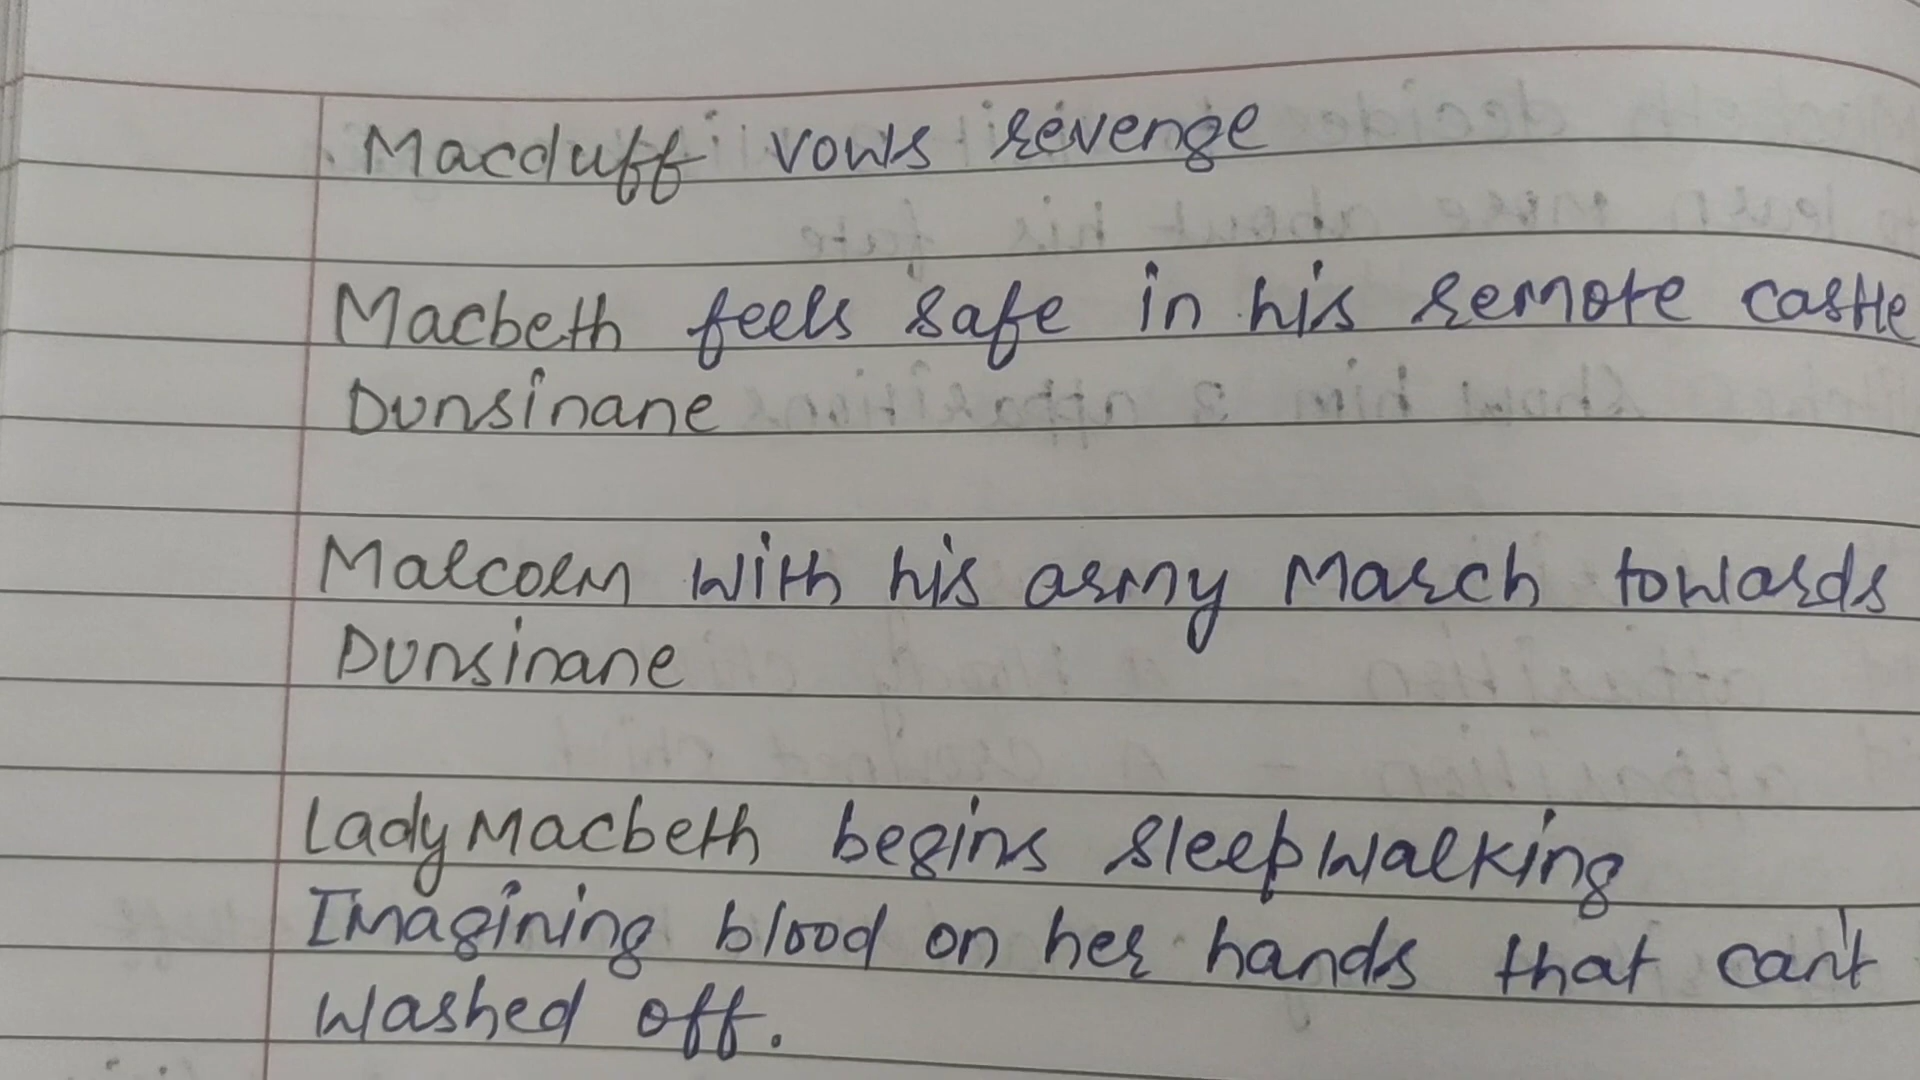 Macduff vows revenge
Macbeth feels safe in his remote castle
Dunsinane
Malcolm with his army March towards
Dunsinane
Lady Macbeth begins sleepwalking
Imagining blood on her hands that can't
washed off.